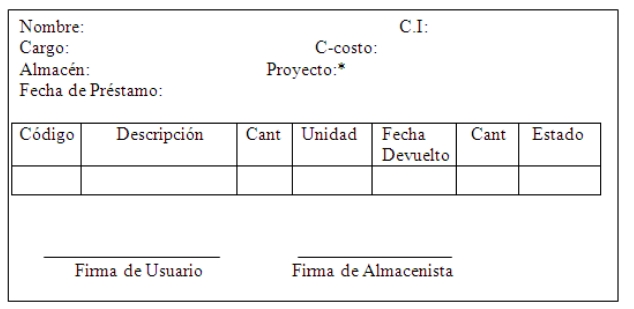 Nombre: C.I:
Cargo: C-costo:
Almacén: Proyecto:*
Fecha de Préstamo:
Código Descripción Cant Unidad Fecha Devuelto Cant Estado
Firma de Usuario Firma de Almacenista